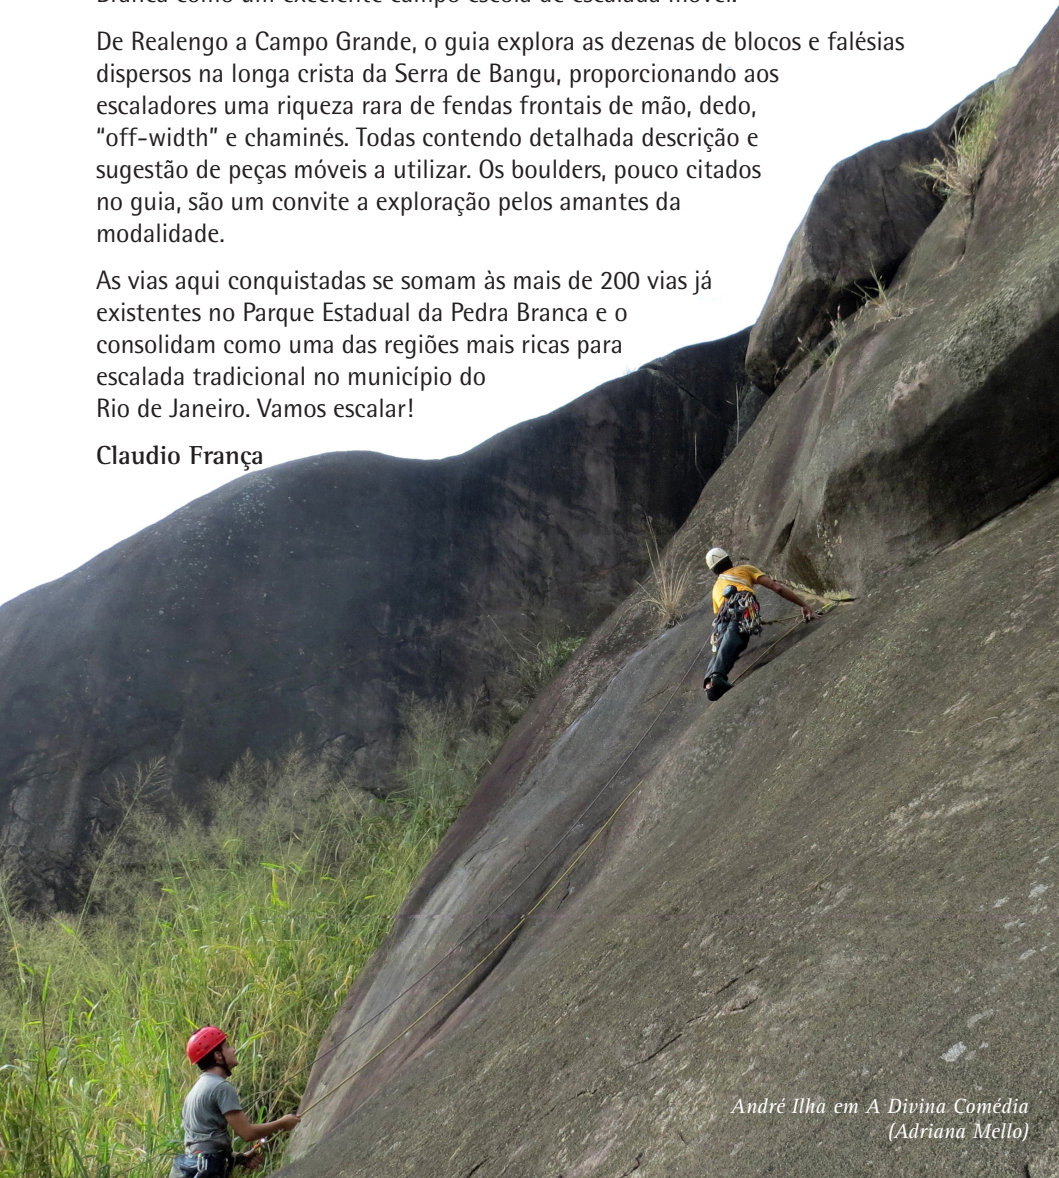 Branca como um excelente campo escola de escalada móvel.
De Realengo a Campo Grande, o guia explora as dezenas de blocos e falésias
dispersos na longa crista da Serra de Bangu, proporcionando aos
escaladores uma riqueza rara de fendas frontais de mão, dedo,
“off-width” e chaminés. Todas contendo detalhada descrição e
sugestão de peças móveis a utilizar. Os boulders, pouco citados
no guia, são um convite a exploração pelos amantes da
modalidade.
As vias aqui conquistadas se somam às mais de 200 vias já
existentes no Parque Estadual da Pedra Branca e o
consolidam como uma das regiões mais ricas para
escalada tradicional no município do
Rio de Janeiro. Vamos escalar!
Claudio França
André Ilha em A Divina Comédia
(Adriana Mello)